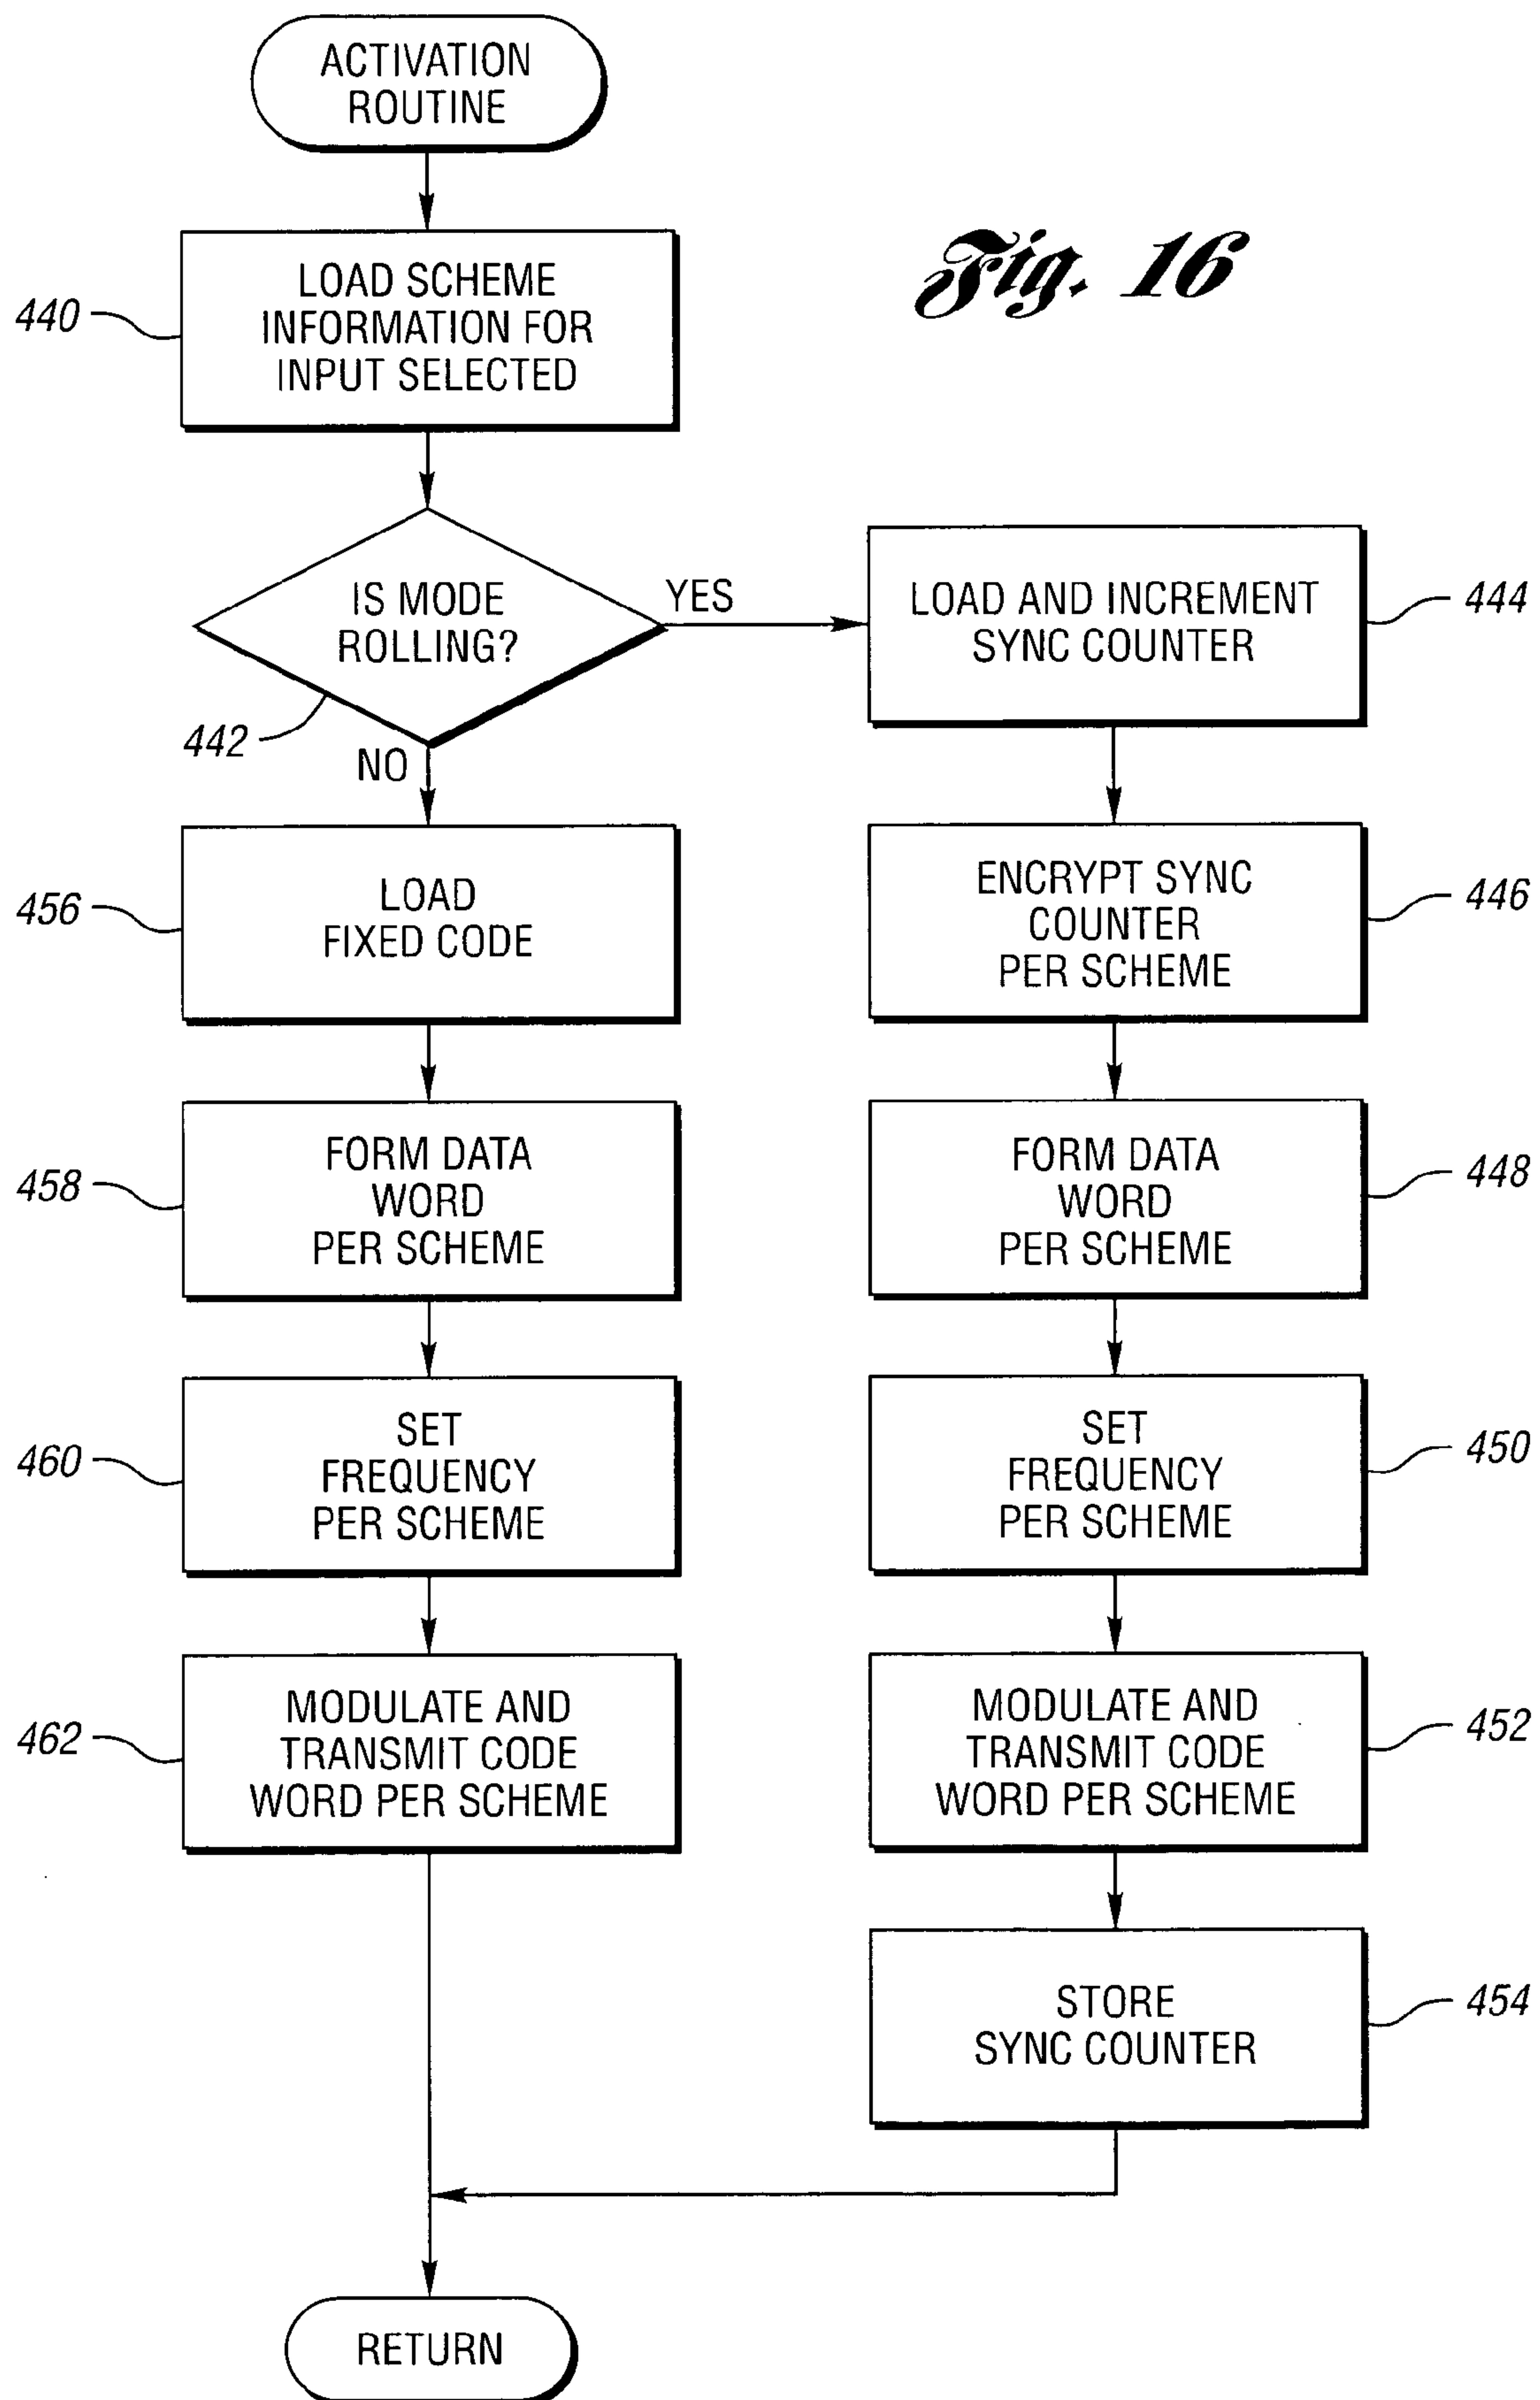 ACTIVATION
ROUTINE
Fig. 16
440
LOAD SCHEME
INFORMATION FOR
INPUT SELECTED
IS MODE
ROLLING?
442
YES
NO
LOAD AND INCREMENT
SYNC COUNTER
444
456
LOAD
FIXED CODE
ENCRYPT SYNC
COUNTER
PER SCHEME
446
458
FORM DATA
WORD
PER SCHEME
FORM DATA
WORD
PER SCHEME
448
460
SET
FREQUENCY
PER SCHEME
SET
FREQUENCY
PER SCHEME
450
462
MODULATE AND
TRANSMIT CODE
WORD PER SCHEME
MODULATE AND
TRANSMIT CODE
WORD PER SCHEME
452
STORE
SYNC COUNTER
454
RETURN